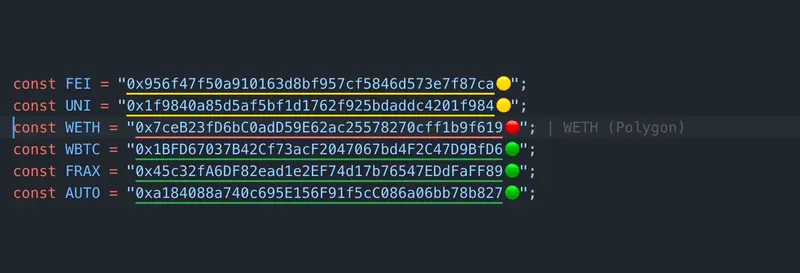 const FEI = "0x956f47f50a910163d8bf957cf5846d573e7f87ca🟡";
const UNI = "0x1f9840a85d5af5bf1d1762f925bdaddc4201f984🟡";
const WETH = "0x7ceB23fD6bC0adD59E62ac25578270cff1b9f619🔴"; | WETH (Polygon)
const WBTC = "0x1BFD67037B42Cf73acF2047067bd4F2C47D9BfD6🟢";
const FRAX = "0x45c32fA6DF82ead1e2EF74d17b76547EDdFaFF89🟢";
const AUTO = "0xa184088a740c695E156F91f5cC086a06bb78b827🟢";